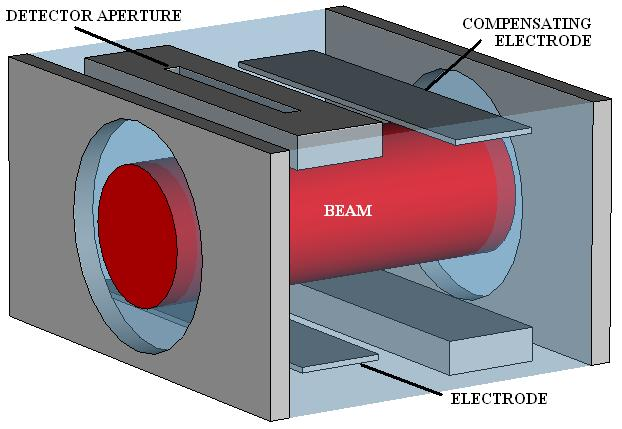 DETECTOR APERTURE
COMPENSATING
ELECTRODE
BEAM
ELECTRODE